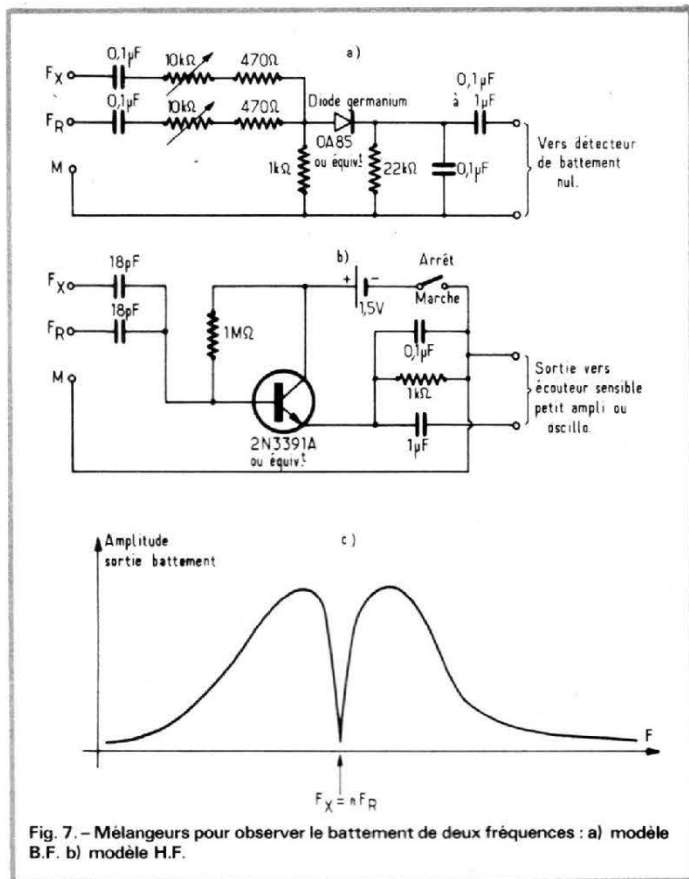 a)
0,1µF
10kΩ
470Ω
FX
0,1µF
10kΩ
470Ω
Diode germanium
0,1µF
à
1µF
FR
OA85
ou équiv.t
1kΩ
22kΩ
0,1µF
M
Vers détecteur
de battement
nul.
b)
18pF
FX
+ -
1,5V
Arrêt
Marche
18pF
FR
1MΩ
0,1µF
M
1kΩ
1µF
Sortie vers
écouteur sensible
petit ampli ou
oscillo.
2N3391A
ou équiv.t
c)
Amplitude
sortie battement
F
FX = n FR
Fig. 7. – Mélangeurs pour observer le battement de deux fréquences : a) modèle
B.F. b) modèle H.F.